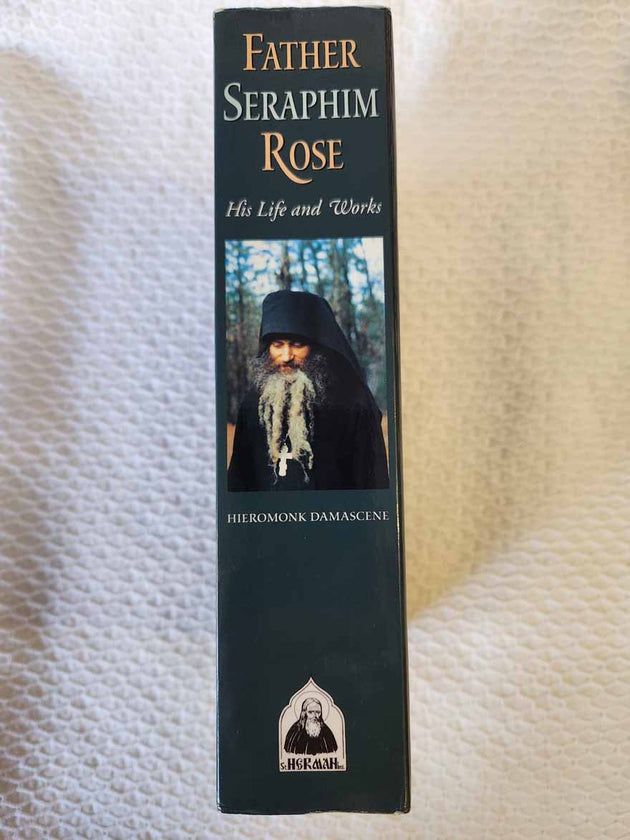 FATHER
SERAPHIM
ROSE
His Life and Works
HIEROMONK DAMASCENE
St. HERMAN